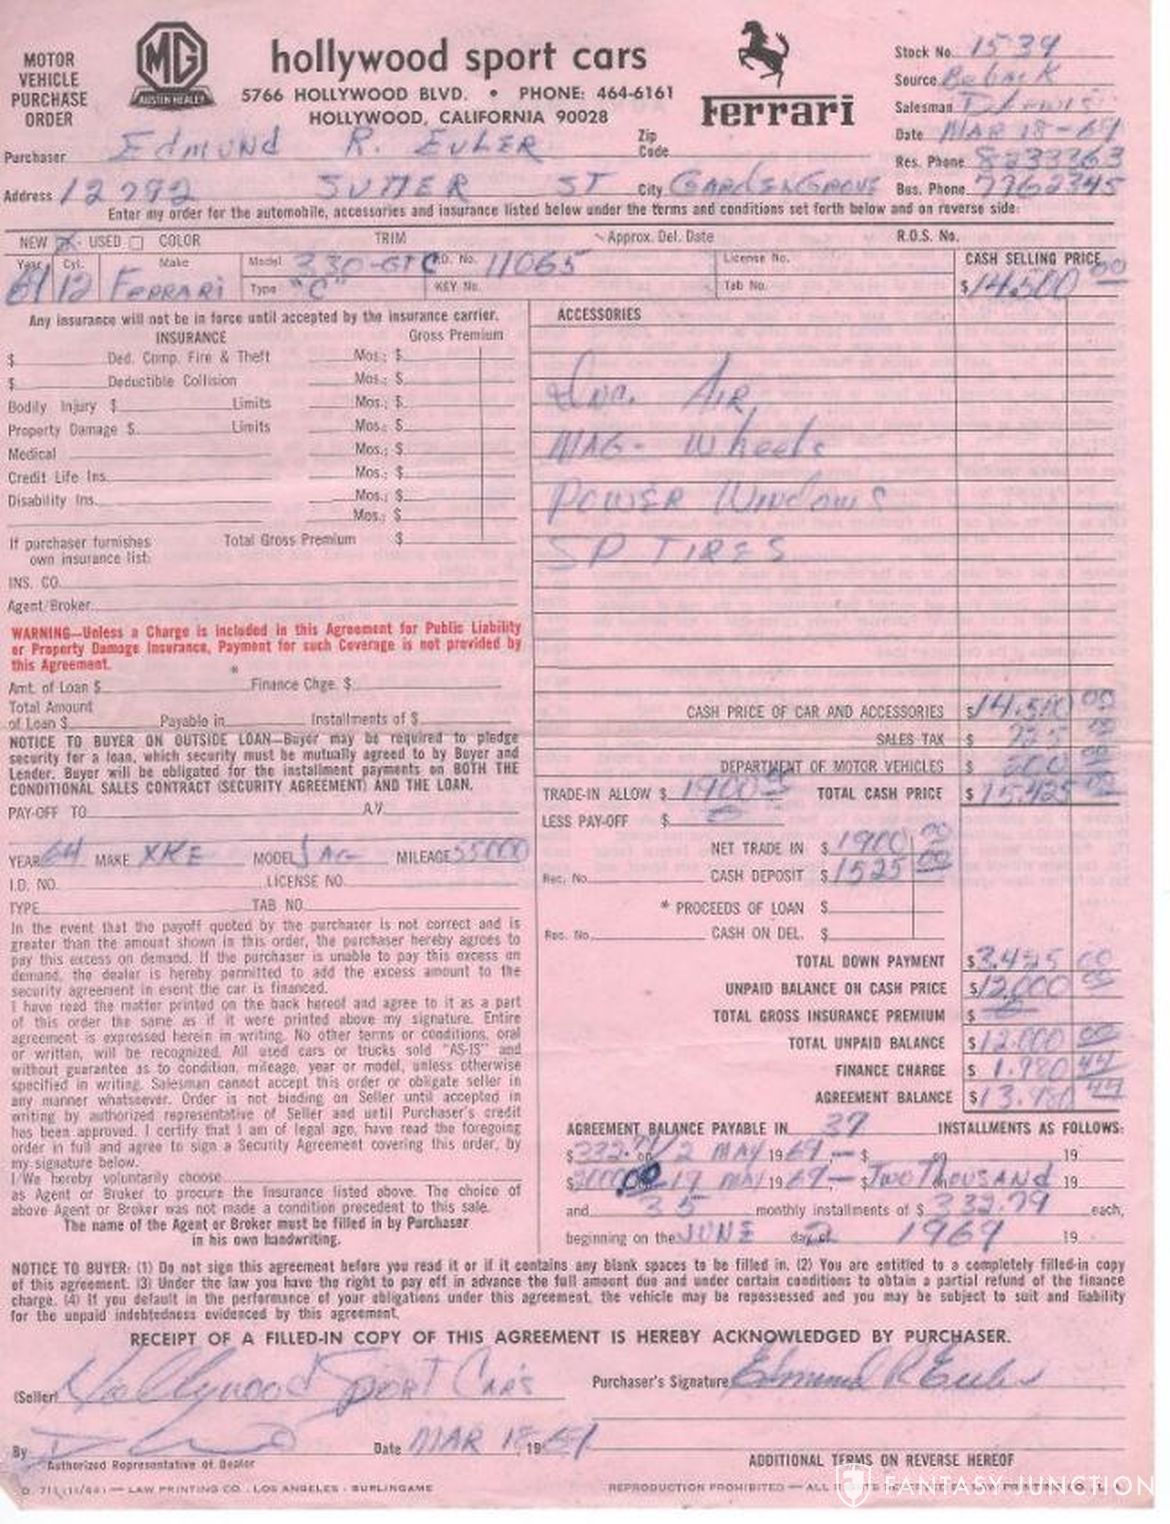 MOTOR
VEHICLE
PURCHASE
ORDER
MG
AUSTIN HEALEY
hollywood sport cars
5766 HOLLYWOOD BLVD. • PHONE: 464-6161
HOLLYWOOD, CALIFORNIA 90028
Ferrari
Stock No. 1539
Source
Salesman
Date MAR 18-69
Res. Phone 8233363
Bus. Phone 7762345
Purchaser Edmund R. Euler Zip Code
Address 12792 SUTTER ST City GARDEN GROVE
Enter my order for the automobile, accessories and insurance listed below under the terms and conditions set forth below and on reverse side:
NEW X USED COLOR TRIM Approx. Del. Date R.O.S. No.
Year Cyl. Make Model 330-GTC I.D. No. 11065 License No. CASH SELLING PRICE
12 FERRARI Type "C" KEY No. Tab No. $14,500 00
Any insurance will not be in force until accepted by the insurance carrier.
INSURANCE Gross Premium
$ Ded. Comp. Fire & Theft Mos.; $
$ Deductible Collision Mos.; $
Bodily Injury $ Limits Mos.; $
Property Damage $ Limits Mos.; $
Medical Mos.; $
Credit Life Ins. Mos.; $
Disability Ins. Mos.; $
Mos.; $
If purchaser furnishes Total Gross Premium $
own insurance list:
INS. CO.
Agent/Broker
ACCESSORIES
AIR
MAG- Wheels
POWER Windows
SP TIRES
WARNING—Unless a Charge is included in this Agreement for Public Liability
or Property Damage Insurance, Payment for such Coverage is not provided by
this Agreement.
*
Amt. of Loan $ Finance Chge. $
Total Amount
of Loan $ Payable in Installments of $
NOTICE TO BUYER ON OUTSIDE LOAN—Buyer may be required to pledge
security for a loan, which security must be mutually agreed to by Buyer and
Lender. Buyer will be obligated for the installment payments on BOTH THE
CONDITIONAL SALES CONTRACT (SECURITY AGREEMENT) AND THE LOAN.
PAY-OFF TO A.V.
YEAR 64 MAKE XKE MODEL JAG MILEAGE 55000
I.D. NO. LICENSE NO.
TYPE TAB NO.
In the event that the payoff quoted by the purchaser is not correct and is
greater than the amount shown in this order, the purchaser hereby agrees to
pay this excess on demand. If the purchaser is unable to pay this excess on
demand, the dealer is hereby permitted to add the excess amount to the
security agreement in event the car is financed.
I have read the matter printed on the back hereof and agree to it as a part
of this order the same as if it were printed above my signature. Entire
agreement is expressed herein in writing. No other terms or conditions, oral
or written, will be recognized. All used cars or trucks sold "AS-IS" and
without guarantee as to condition, mileage, year or model, unless otherwise
specified in writing. Salesman cannot accept this order or obligate seller in
any manner whatsoever. Order is not binding on Seller until accepted in
writing by authorized representative of Seller and until Purchaser's credit
has been approved. I certify that I am of legal age, have read the foregoing
order in full and agree to sign a Security Agreement covering this order, by
my signature below.
I/We hereby voluntarily choose
as Agent or Broker to procure the Insurance listed above. The choice of
above Agent or Broker was not made a condition precedent to this sale.
The name of the Agent or Broker must be filled in by Purchaser
in his own handwriting.
CASH PRICE OF CAR AND ACCESSORIES $14,500 00
SALES TAX $ 725 00
DEPARTMENT OF MOTOR VEHICLES $ 200 00
TRADE-IN ALLOW $ 1900 00 TOTAL CASH PRICE $ 15,425 00
LESS PAY-OFF $ 0
NET TRADE IN $ 1900 00
Rec. No. CASH DEPOSIT $ 1525 00
* PROCEEDS OF LOAN $
Rec. No. CASH ON DEL. $
TOTAL DOWN PAYMENT $3,425 00
UNPAID BALANCE ON CASH PRICE $12,000 00
TOTAL GROSS INSURANCE PREMIUM $ 0
TOTAL UNPAID BALANCE $12,000 00
FINANCE CHARGE $ 1,980 44
AGREEMENT BALANCE $13,980 44
AGREEMENT BALANCE PAYABLE IN 37 INSTALLMENTS AS FOLLOWS:
$332.79 on 2 MAY 1969,— $ on 19
$2000.00 17 MAY 1969— $ Two Thousand 19
and 35 monthly installments of $ 332.79 each,
beginning on the JUNE day of 2 1969 19
NOTICE TO BUYER: (1) Do not sign this agreement before you read it or if it contains any blank spaces to be filled in. (2) You are entitled to a completely filled-in copy
of this agreement. (3) Under the law you have the right to pay off in advance the full amount due and under certain conditions to obtain a partial refund of the finance
charge. (4) If you default in the performance of your obligations under this agreement, the vehicle may be repossessed and you may be subject to suit and liability
for the unpaid indebtedness evidenced by this agreement.
RECEIPT OF A FILLED-IN COPY OF THIS AGREEMENT IS HEREBY ACKNOWLEDGED BY PURCHASER.
(Seller) Hollywood Sport Cars Purchaser's Signature Edmund R Euler
By Date MAR 18, 1969
Authorized Representative of Dealer ADDITIONAL TERMS ON REVERSE HEREOF
LAW PRINTING CO., LOS ANGELES - BURLINGAME REPRODUCTION PROHIBITED
FANTASY JUNCTION